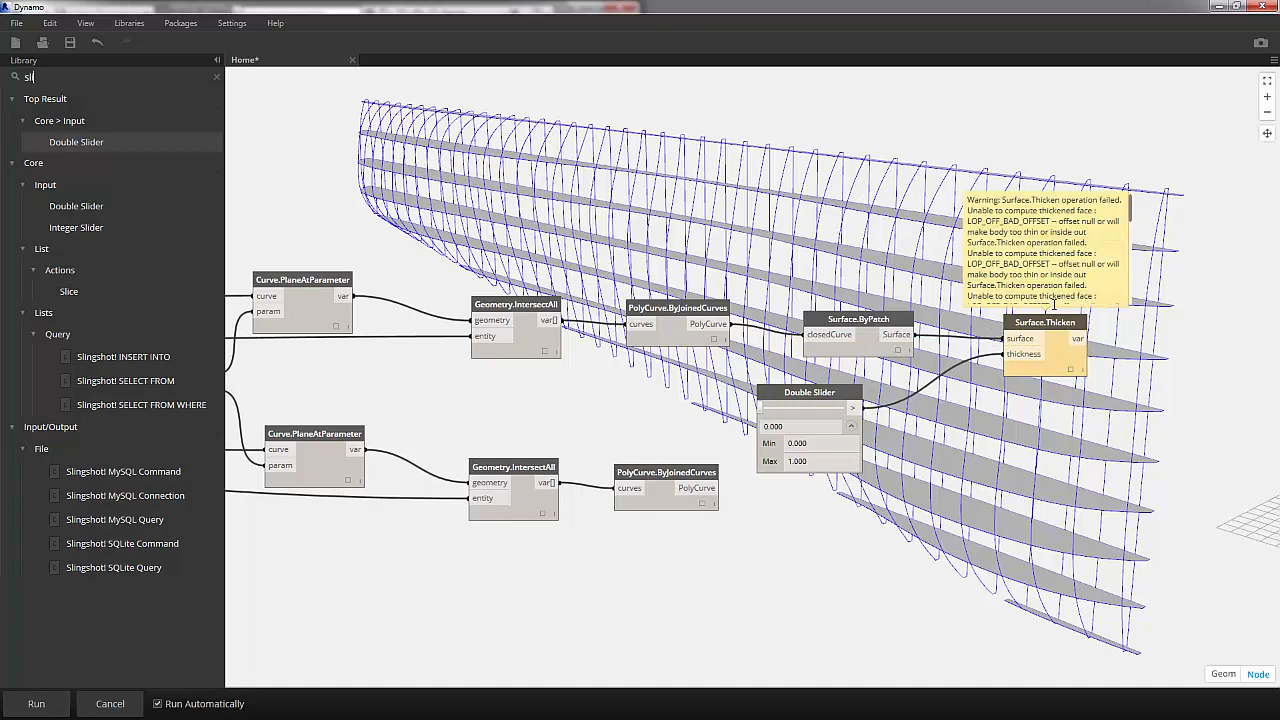 Dynamo
File Edit View Libraries Packages Settings Help
Library
Home*
sli
Top Result
Core > Input
Double Slider
Core
Input
Double Slider
Integer Slider
List
Actions
Slice
Lists
Query
Slingshot! INSERT INTO
Slingshot! SELECT FROM
Slingshot! SELECT FROM WHERE
Input/Output
File
Slingshot! MySQL Command
Slingshot! MySQL Connection
Slingshot! MySQL Query
Slingshot! SQLite Command
Slingshot! SQLite Query
Curve.PlaneAtParameter
curve var
param
Geometry.IntersectAll
geometry var[]
entity
PolyCurve.ByJoinedCurves
curves PolyCurve
Surface.ByPatch
closedCurve Surface
Warning: Surface.Thicken operation failed.
Unable to compute thickened face :
LOP_OFF_BAD_OFFSET -- offset null or will
make body too thin or inside out
Surface.Thicken operation failed.
Unable to compute thickened face :
LOP_OFF_BAD_OFFSET -- offset null or will
make body too thin or inside out
Surface.Thicken operation failed.
Unable to compute thickened face :
Surface.Thicken
surface var
thickness
Double Slider
>
0.000
Min 0.000
Max 1.000
Curve.PlaneAtParameter
curve var
param
Geometry.IntersectAll
geometry var[]
entity
PolyCurve.ByJoinedCurves
curves PolyCurve
Geom Node
Run Cancel Run Automatically